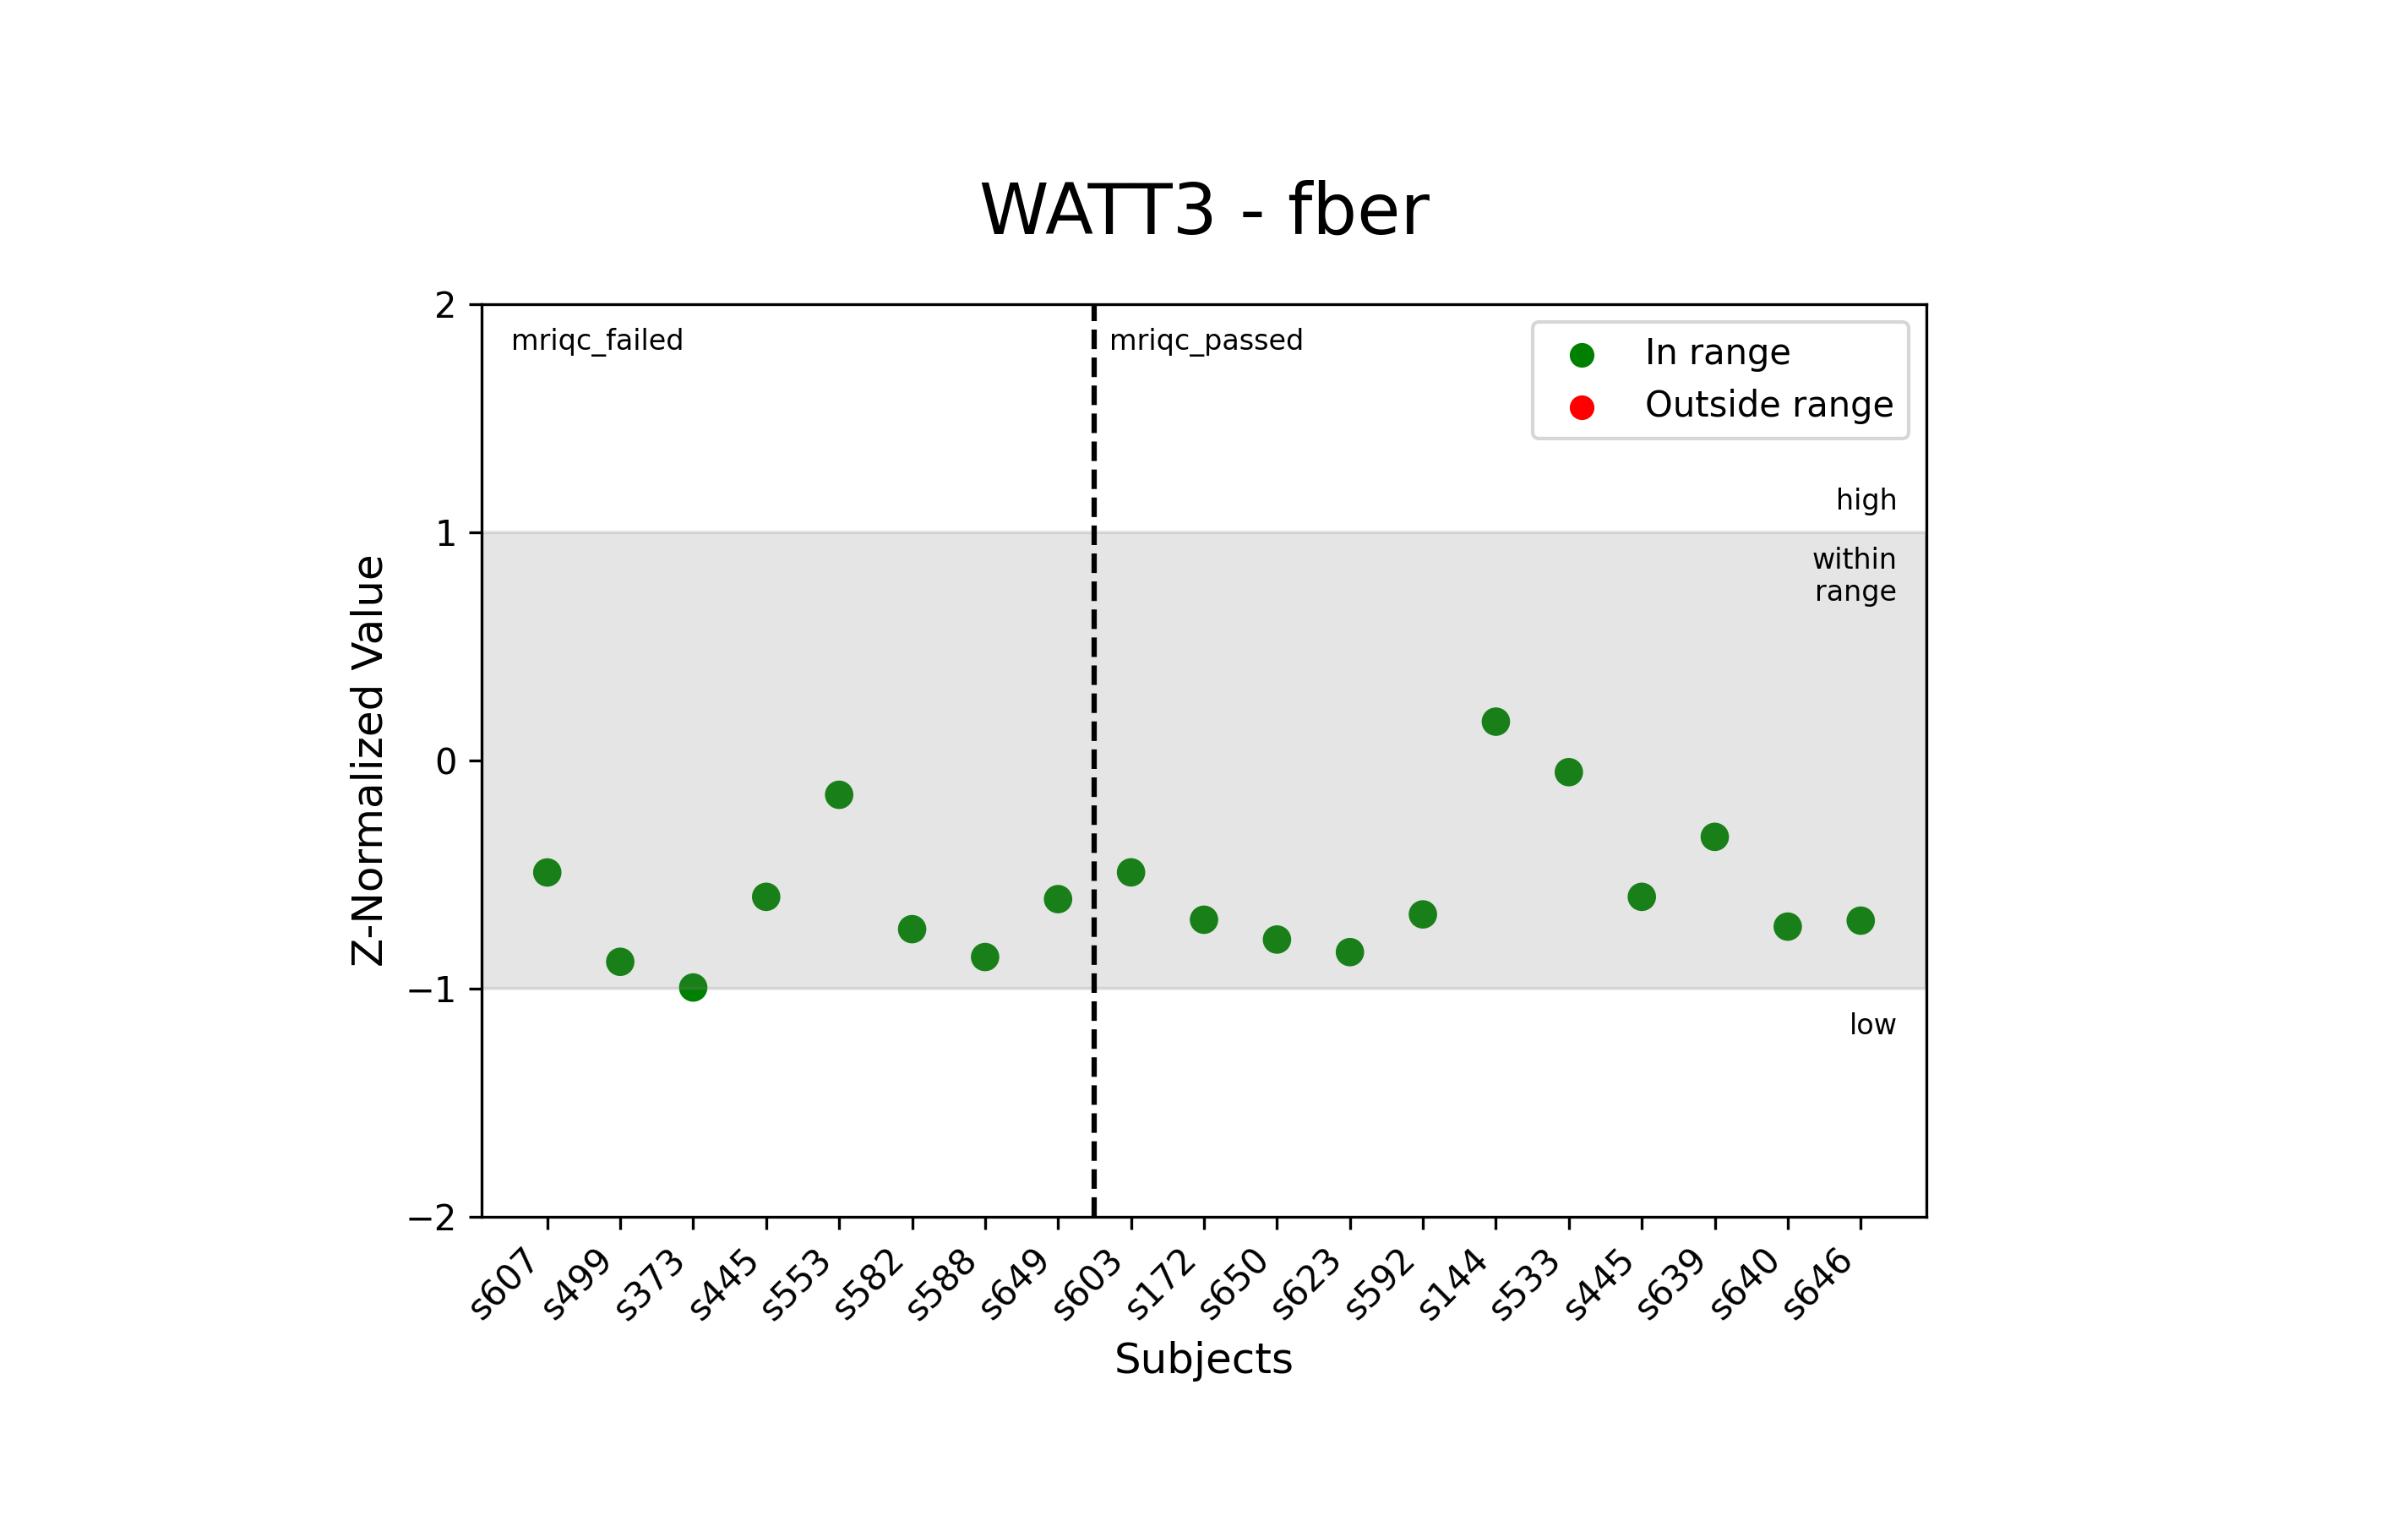 WATT3 - fber
2
mriqc_failed
mriqc_passed
In range
Outside range
high
1
within
range
0
−1
low
−2
Z-Normalized Value
s607
s499
s373
s445
s553
s582
s588
s649
s603
s172
s650
s623
s592
s144
s533
s445
s639
s640
s646
Subjects